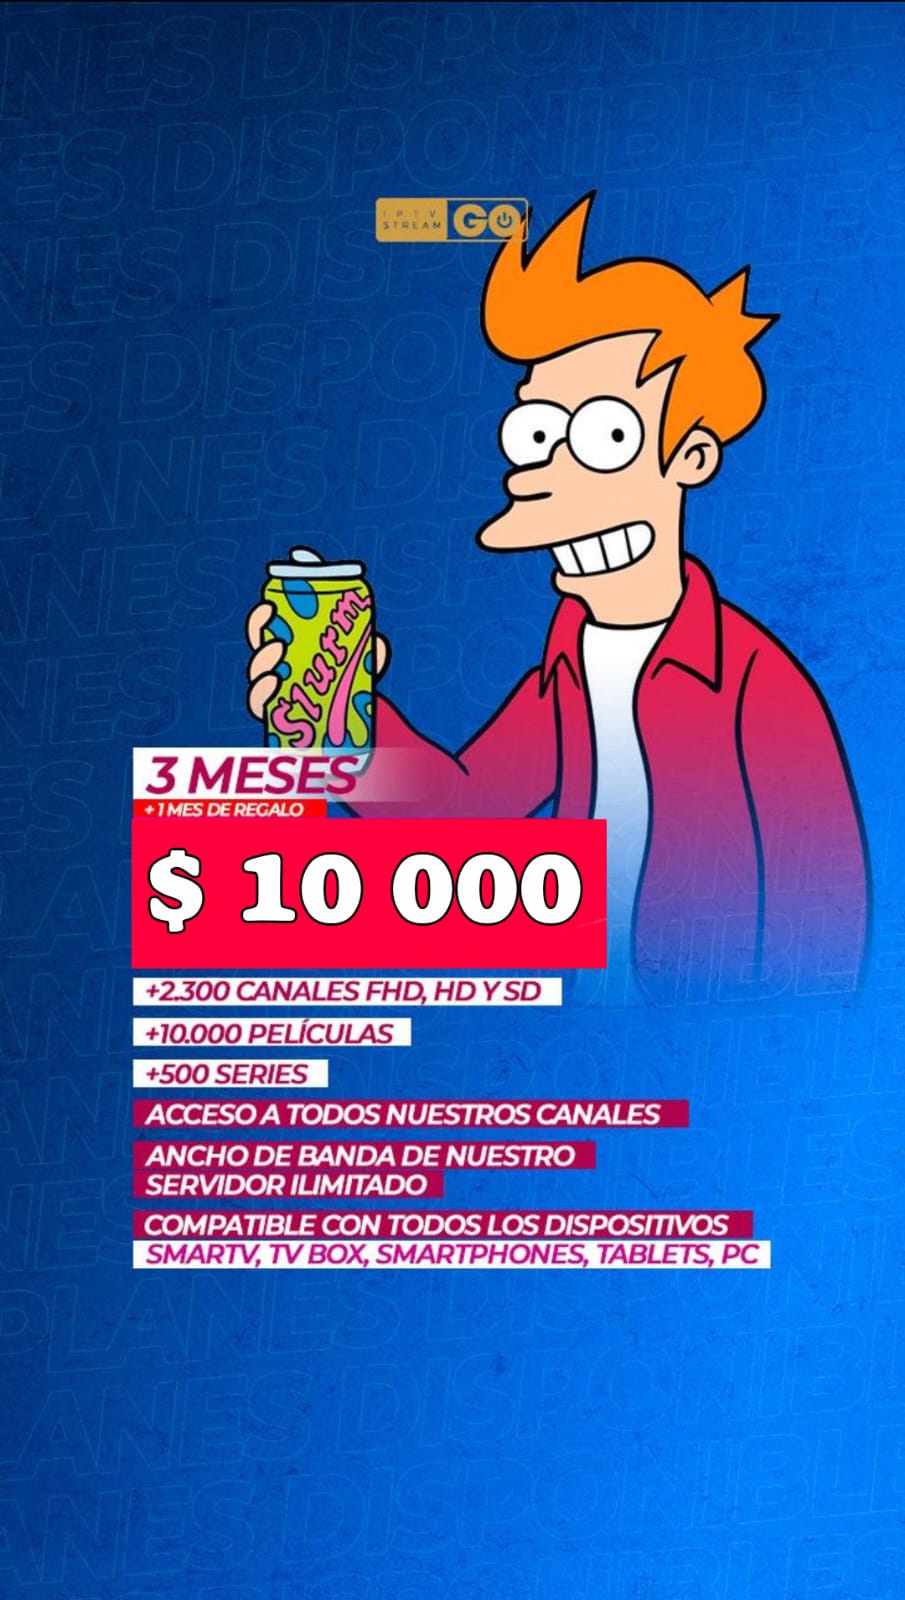 IPTV
STREAM GO
Slurm
3 MESES
+ 1 MES DE REGALO
$ 10 000
+2.300 CANALES FHD, HD Y SD
+10.000 PELÍCULAS
+500 SERIES
ACCESO A TODOS NUESTROS CANALES
ANCHO DE BANDA DE NUESTRO
SERVIDOR ILIMITADO
COMPATIBLE CON TODOS LOS DISPOSITIVOS
SMARTV, TV BOX, SMARTPHONES, TABLETS, PC